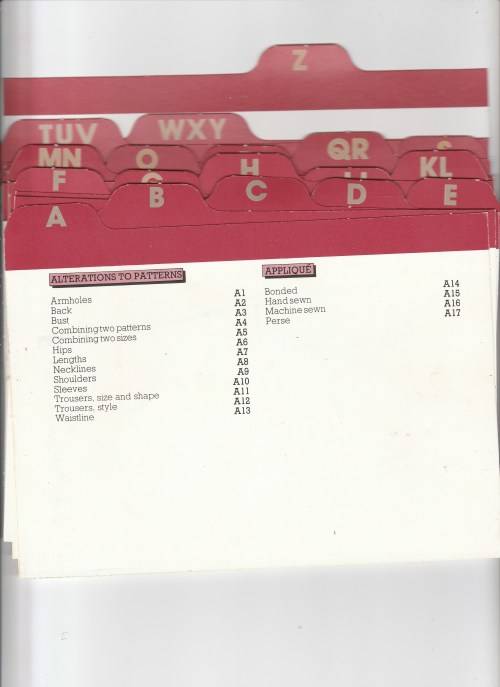 Z
TUV
WXY
QR
S
MN
O
H
KL
F
G
A
B
C
D
E
ALTERATIONS TO PATTERNS
Armholes A1
Back A2
Bust A3
Combining two patterns A4
Combining two sizes A5
Hips A6
Lengths A7
Necklines A8
Shoulders A9
Sleeves A10
Trousers, size and shape A11
Trousers, style A12
Waistline A13
APPLIQUÉ
Bonded A14
Hand sewn A15
Machine sewn A16
Perse A17